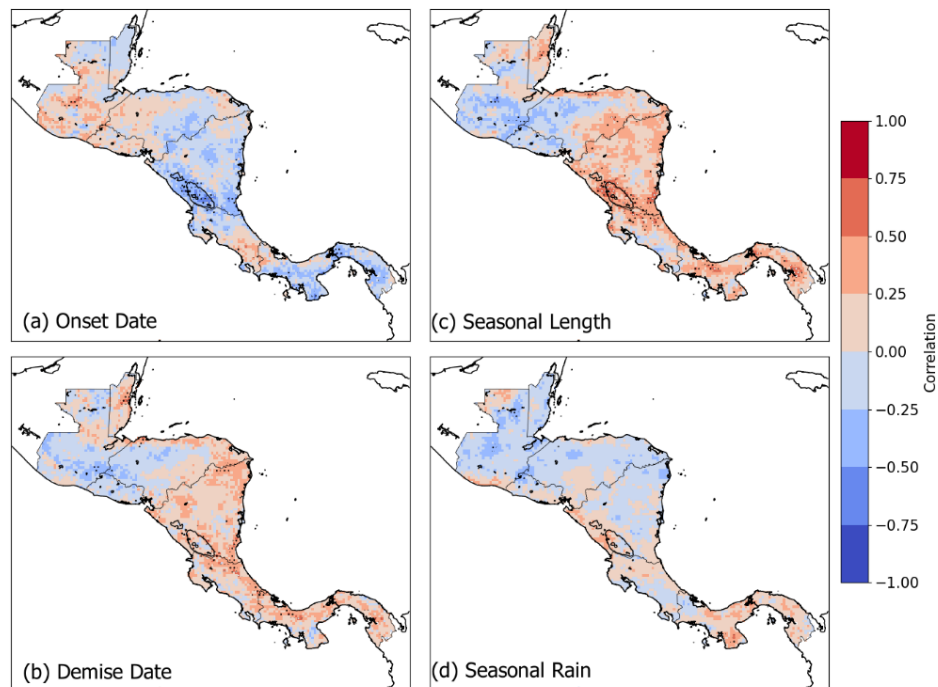 (a) Onset Date
(c) Seasonal Length
(b) Demise Date
(d) Seasonal Rain
1.00
0.75
0.50
0.25
0.00
−0.25
−0.50
−0.75
−1.00
Correlation